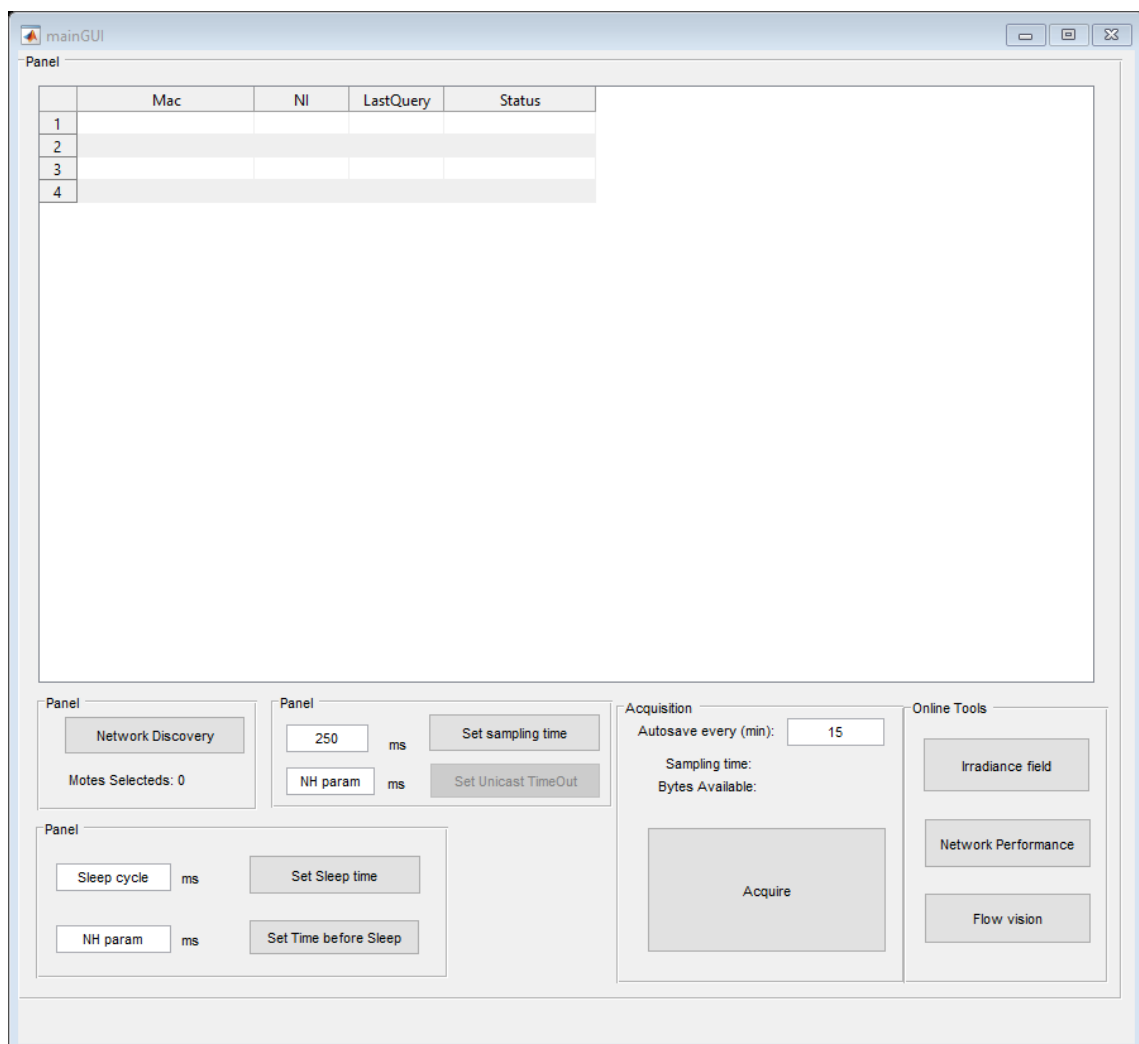 mainGUI
Panel
Mac NI LastQuery Status
1
2
3
4
Panel
Network Discovery
Motes Selecteds: 0
Panel
250 ms Set sampling time
NH param ms Set Unicast TimeOut
Panel
Sleep cycle ms Set Sleep time
NH param ms Set Time before Sleep
Acquisition
Autosave every (min): 15
Sampling time:
Bytes Available:
Acquire
Online Tools
Irradiance field
Network Performance
Flow vision